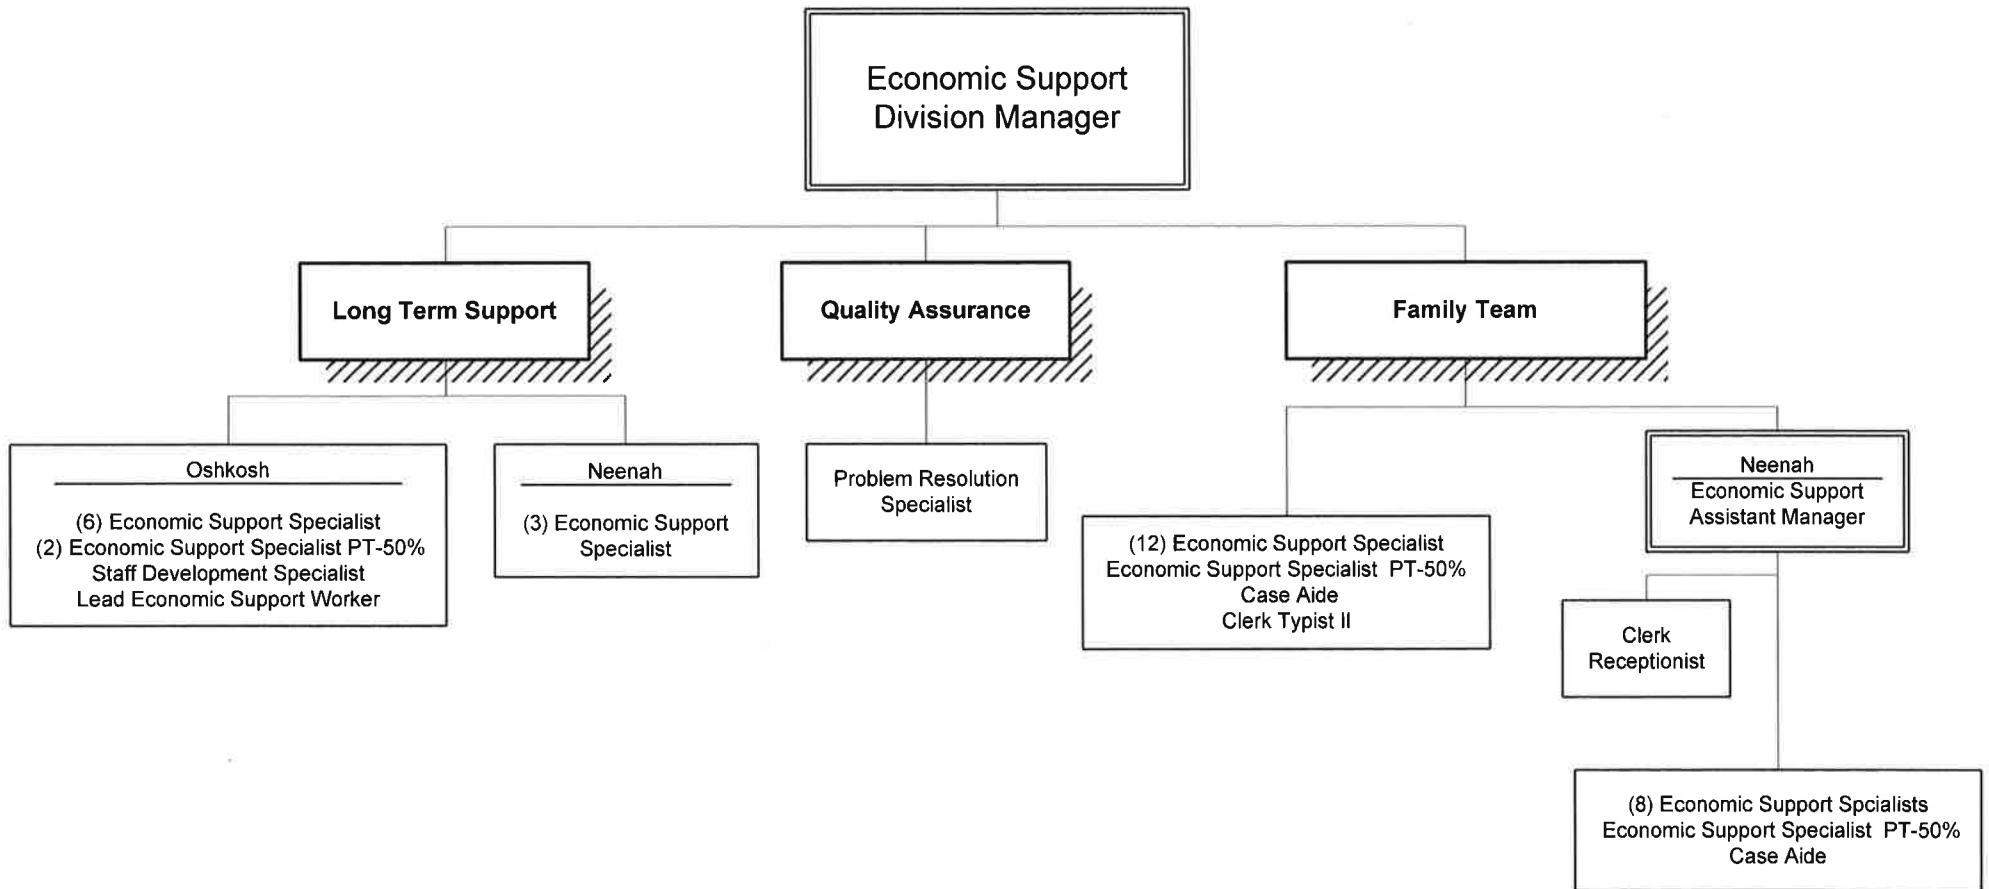 Economic Support
Division Manager
Long Term Support
Quality Assurance
Family Team
Oshkosh
(6) Economic Support Specialist
(2) Economic Support Specialist PT-50%
Staff Development Specialist
Lead Economic Support Worker
Neenah
(3) Economic Support
Specialist
Problem Resolution
Specialist
(12) Economic Support Specialist
Economic Support Specialist PT-50%
Case Aide
Clerk Typist II
Neenah
Economic Support
Assistant Manager
Clerk
Receptionist
(8) Economic Support Spcialists
Economic Support Specialist PT-50%
Case Aide